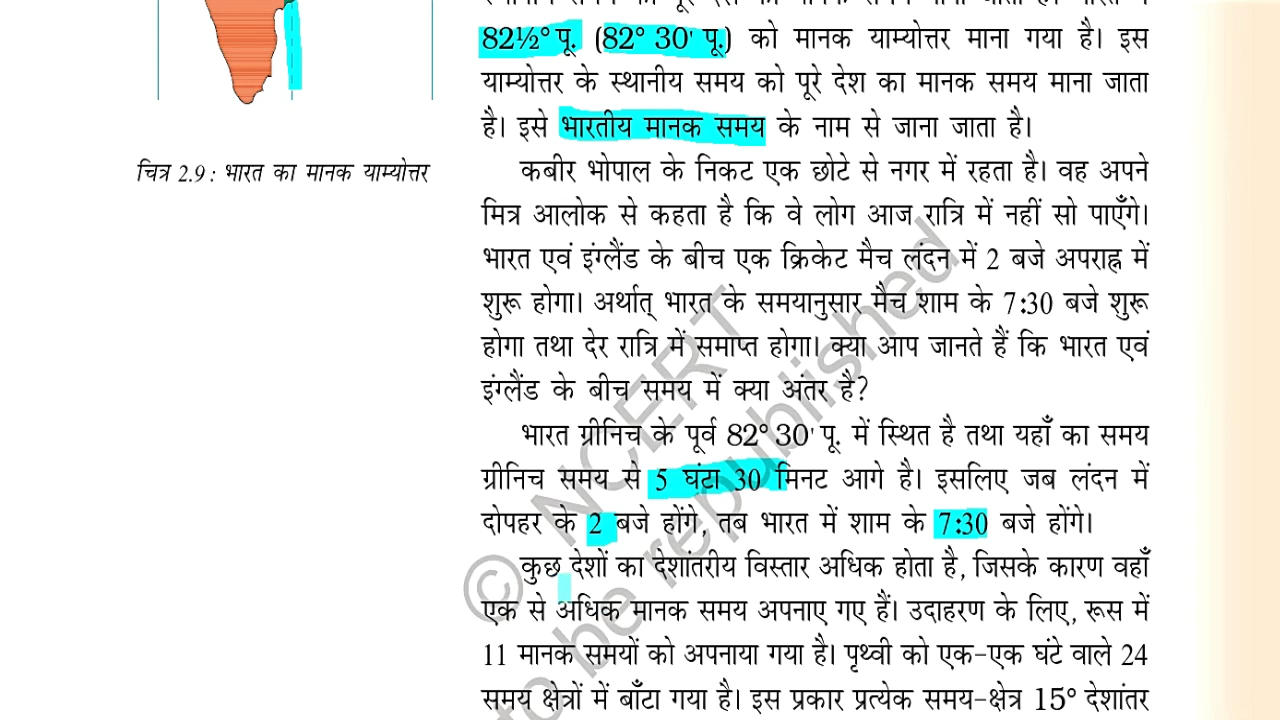 82½° पू. (82° 30' पू.) को मानक याम्योत्तर माना गया है। इस
याम्योत्तर के स्थानीय समय को पूरे देश का मानक समय माना जाता
है। इसे भारतीय मानक समय के नाम से जाना जाता है।
चित्र 2.9 : भारत का मानक याम्योत्तर
कबीर भोपाल के निकट एक छोटे से नगर में रहता है। वह अपने
मित्र आलोक से कहता है कि वे लोग आज रात्रि में नहीं सो पाएँगे।
भारत एवं इंग्लैंड के बीच एक क्रिकेट मैच लंदन में 2 बजे अपराह्न में
शुरू होगा। अर्थात् भारत के समयानुसार मैच शाम के 7:30 बजे शुरू
होगा तथा देर रात्रि में समाप्त होगा। क्या आप जानते हैं कि भारत एवं
इंग्लैंड के बीच समय में क्या अंतर है?
भारत ग्रीनिच के पूर्व 82° 30' पू. में स्थित है तथा यहाँ का समय
ग्रीनिच समय से 5 घंटा 30 मिनट आगे है। इसलिए जब लंदन में
दोपहर के 2 बजे होंगे, तब भारत में शाम के 7:30 बजे होंगे।
कुछ देशों का देशांतरीय विस्तार अधिक होता है, जिसके कारण वहाँ
एक से अधिक मानक समय अपनाए गए हैं। उदाहरण के लिए, रूस में
11 मानक समयों को अपनाया गया है। पृथ्वी को एक-एक घंटे वाले 24
समय क्षेत्रों में बाँटा गया है। इस प्रकार प्रत्येक समय-क्षेत्र 15° देशांतर
© NCERT
to be republished